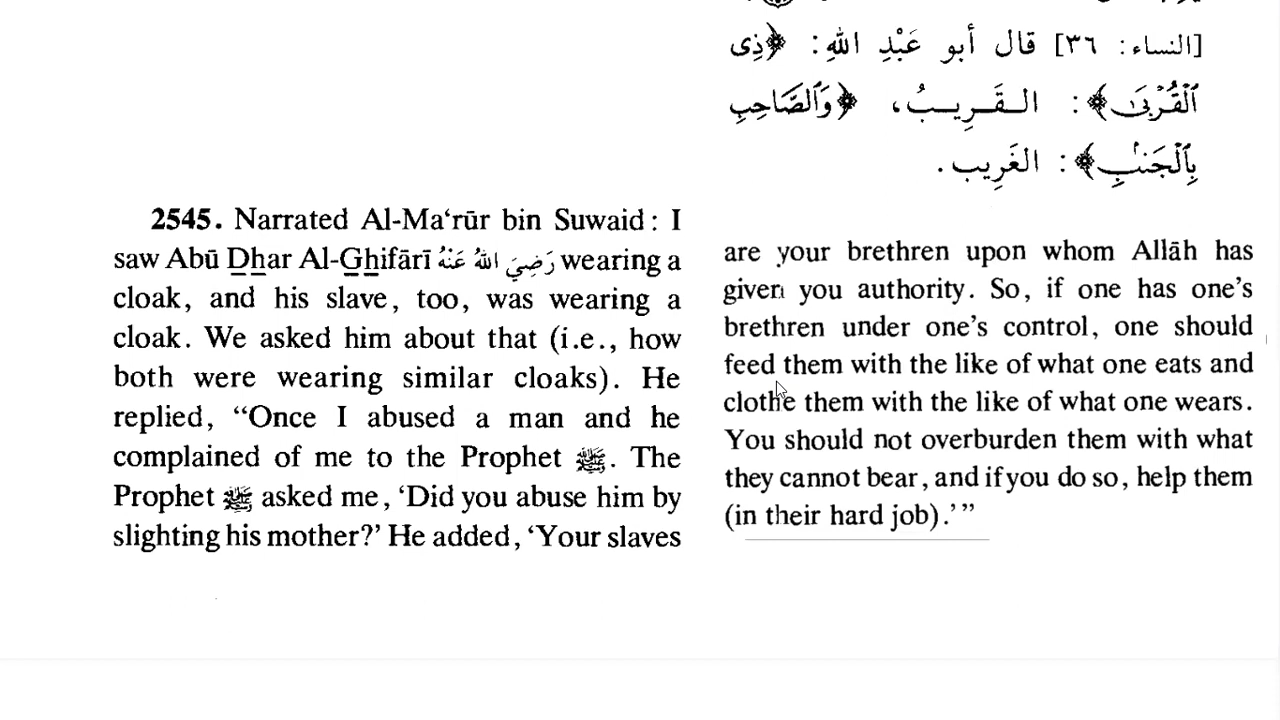 [النساء: ٣٦] قال أبو عَبْدِ اللهِ: ﴿ذِى
ٱلْقُرْبَىٰ﴾: الـقَـرِيـبُ، ﴿وَٱلصَّاحِبِ
بِٱلْجَنۢبِ﴾: الغَرِيب.
2545. Narrated Al-Ma‘rūr bin Suwaid: I
saw Abū Dhar Al-Ghifārī رَضِيَ اللهُ عَنْهُ wearing a
cloak, and his slave, too, was wearing a
cloak. We asked him about that (i.e., how
both were wearing similar cloaks). He
replied, “Once I abused a man and he
complained of me to the Prophet ﷺ. The
Prophet ﷺ asked me, ‘Did you abuse him by
slighting his mother?’ He added, ‘Your slaves
are your brethren upon whom Allāh has
given you authority. So, if one has one’s
brethren under one’s control, one should
feed them with the like of what one eats and
clothe them with the like of what one wears.
You should not overburden them with what
they cannot bear, and if you do so, help them
(in their hard job).’”